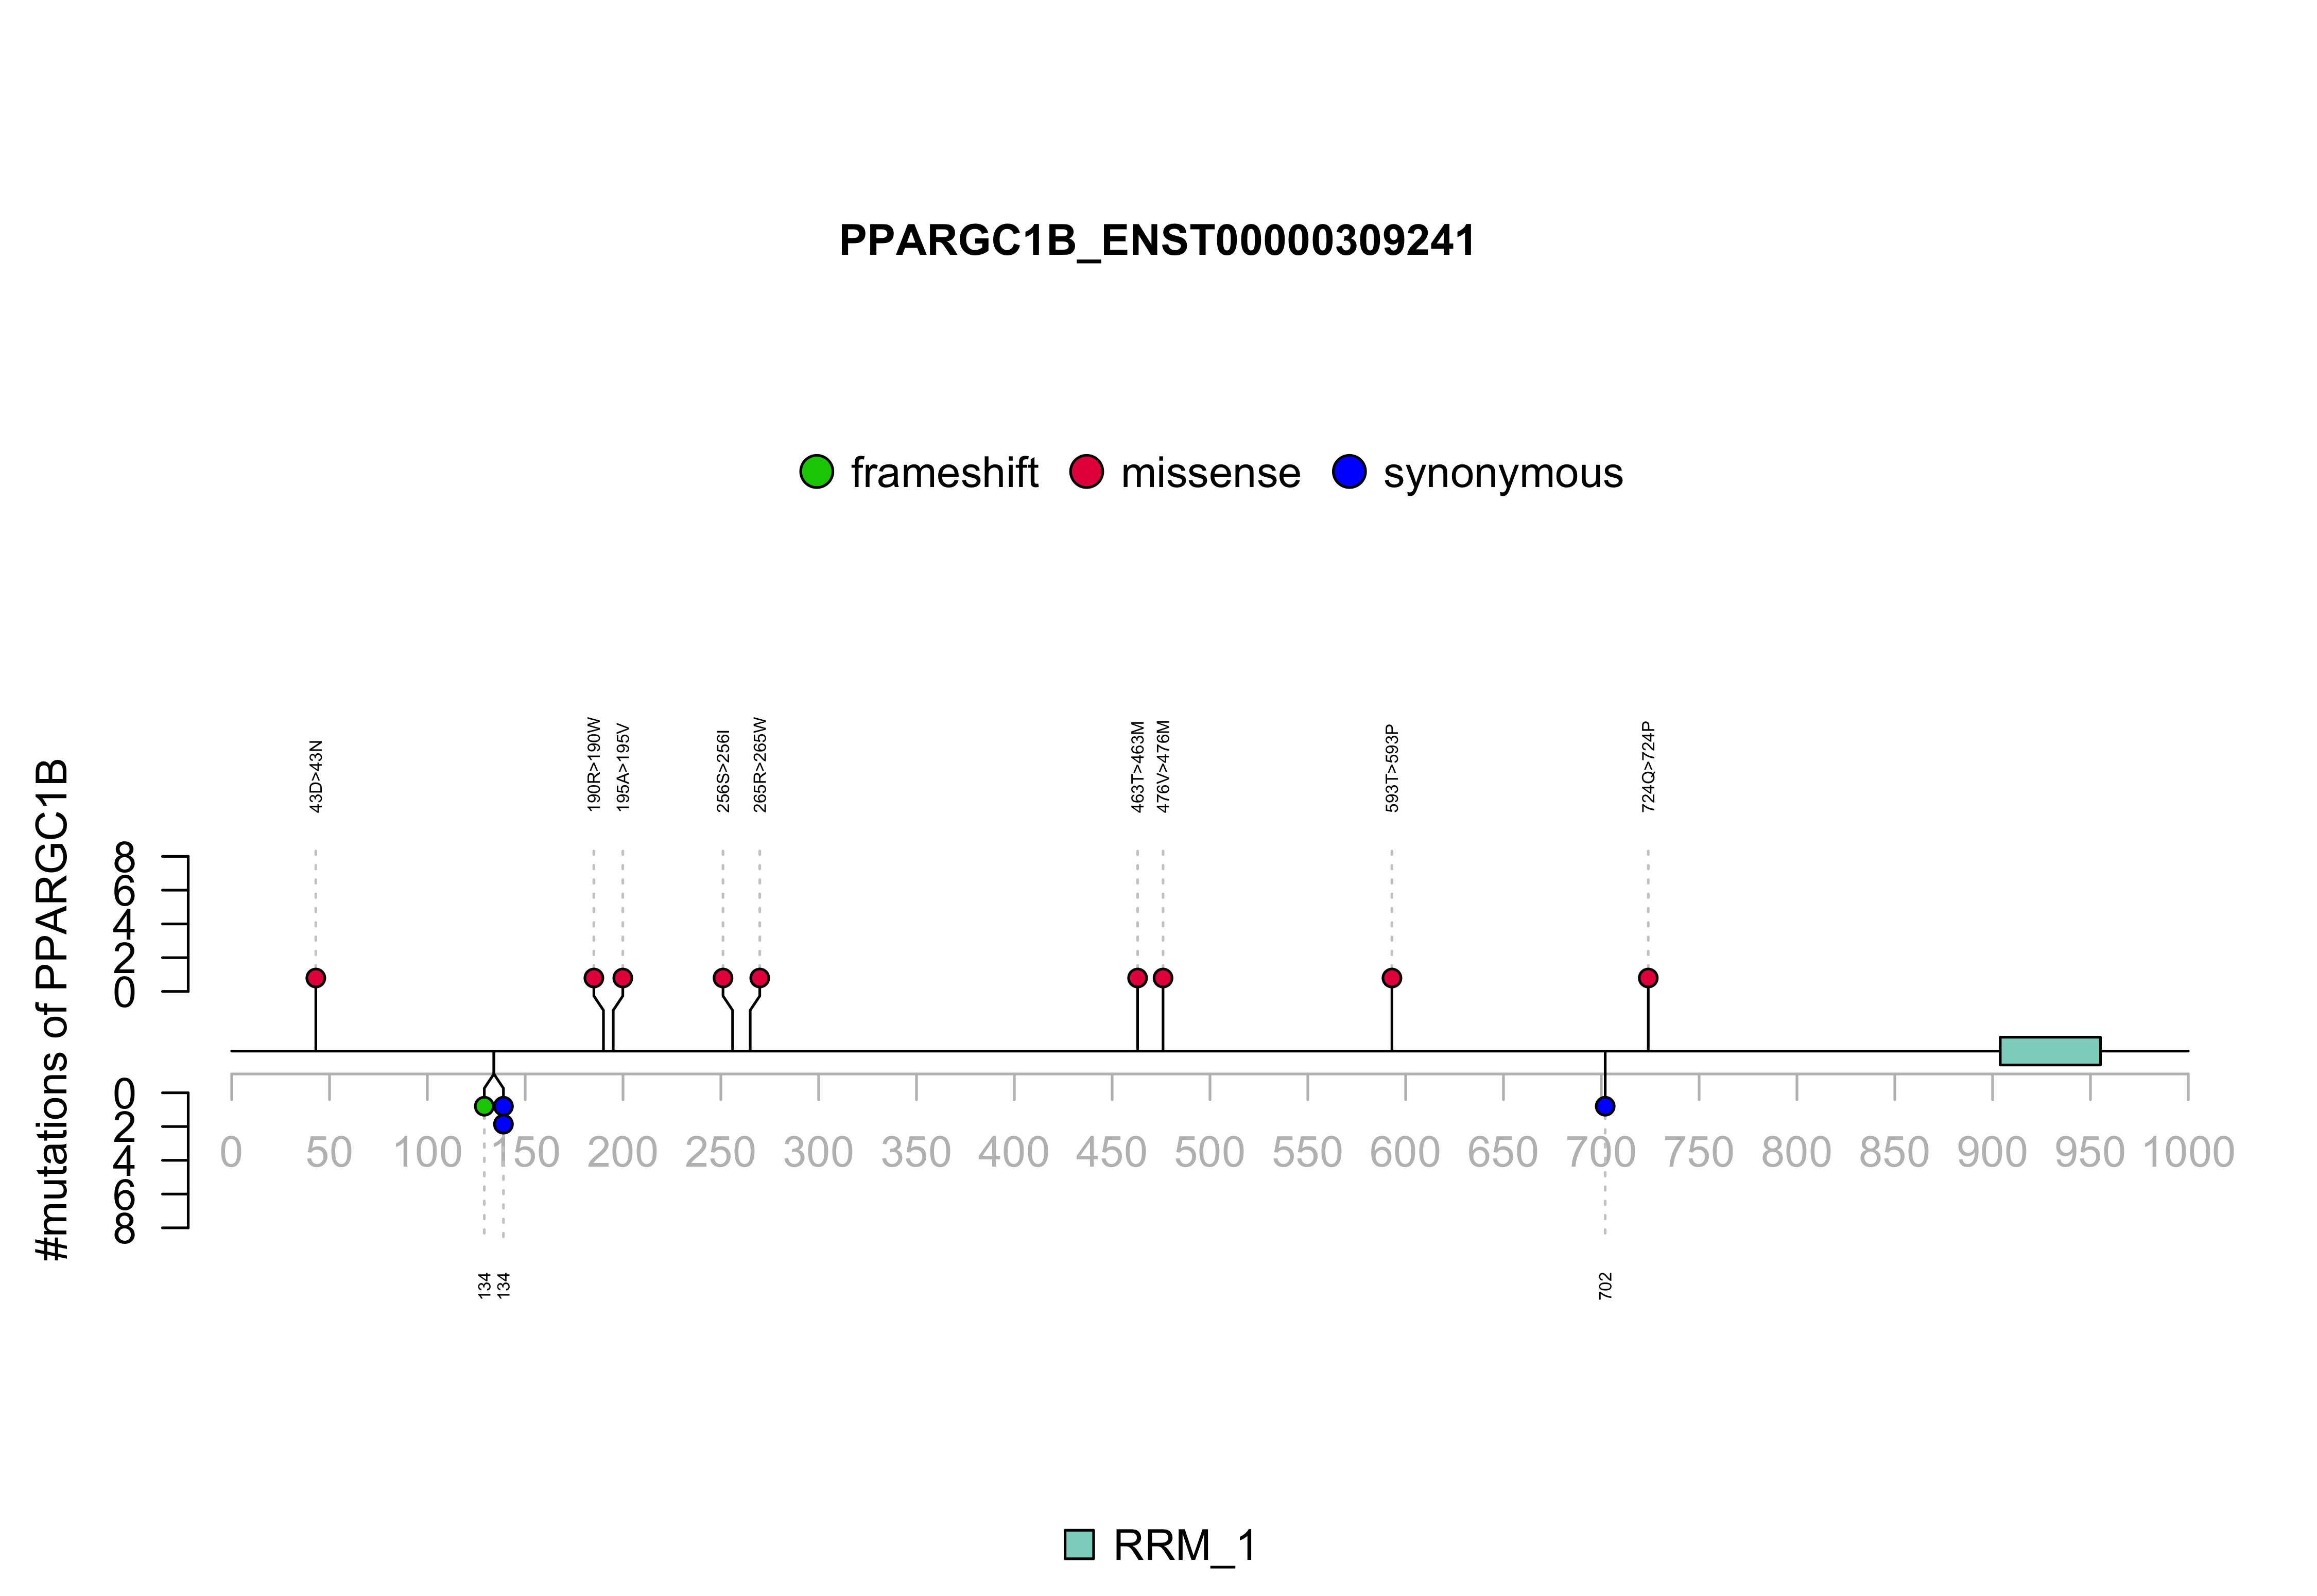 PPARGC1B_ENST00000309241
frameshift missense synonymous
43D>43N
190R>190W
195A>195V
256S>256I
265R>265W
463T>463M
476V>476M
593T>593P
724Q>724P
#mutations of PPARGC1B
8
6
4
2
0
0
2
4
6
8
0 50 100 150 200 250 300 350 400 450 500 550 600 650 700 750 800 850 900 950 1000
134
134
702
RRM_1